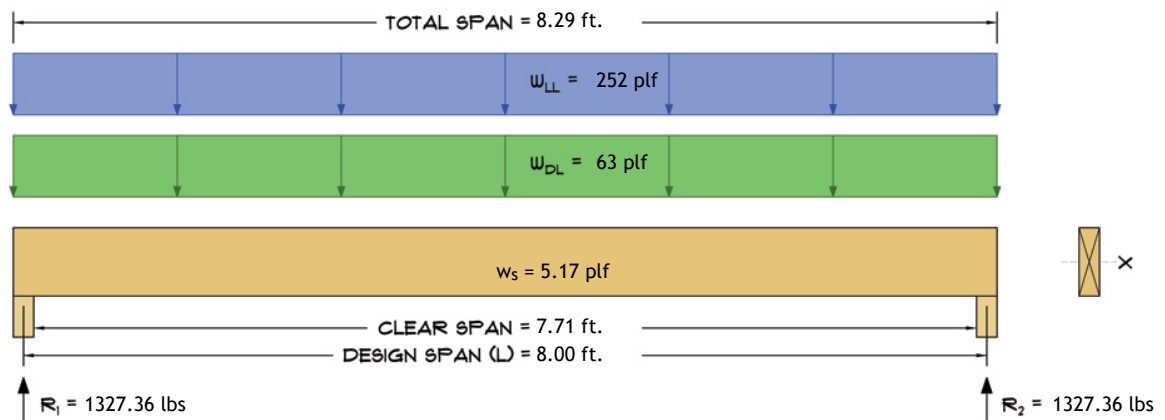 TOTAL SPAN = 8.29 ft.
WLL = 252 plf
WDL = 63 plf
ws = 5.17 plf
X
CLEAR SPAN = 7.71 ft.
DESIGN SPAN (L) = 8.00 ft.
R1 = 1327.36 lbs
R2 = 1327.36 lbs